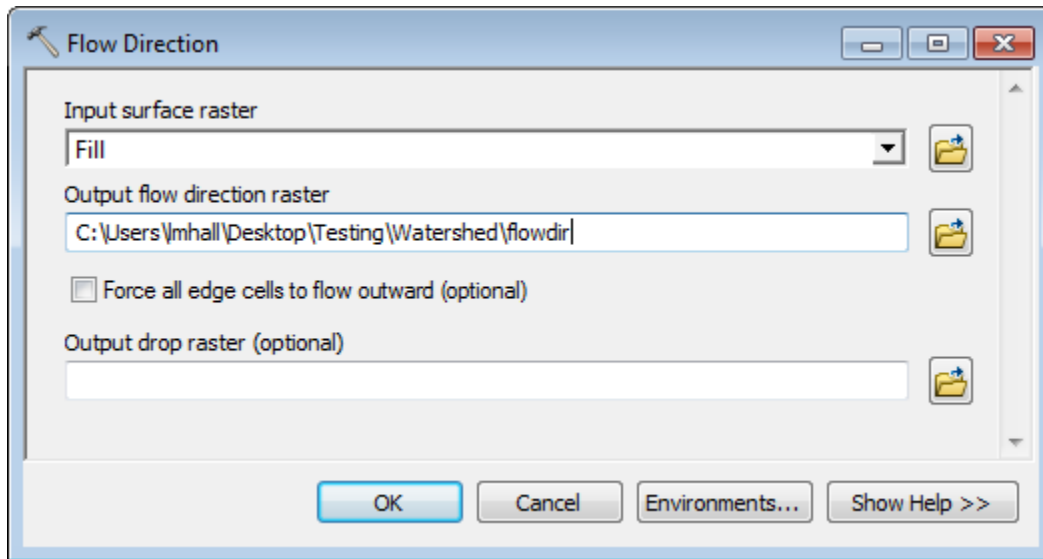 Flow Direction
Input surface raster
Fill
Output flow direction raster
C:\Users\lmhall\Desktop\Testing\Watershed\flowdir
Force all edge cells to flow outward (optional)
Output drop raster (optional)
OK Cancel Environments... Show Help >>